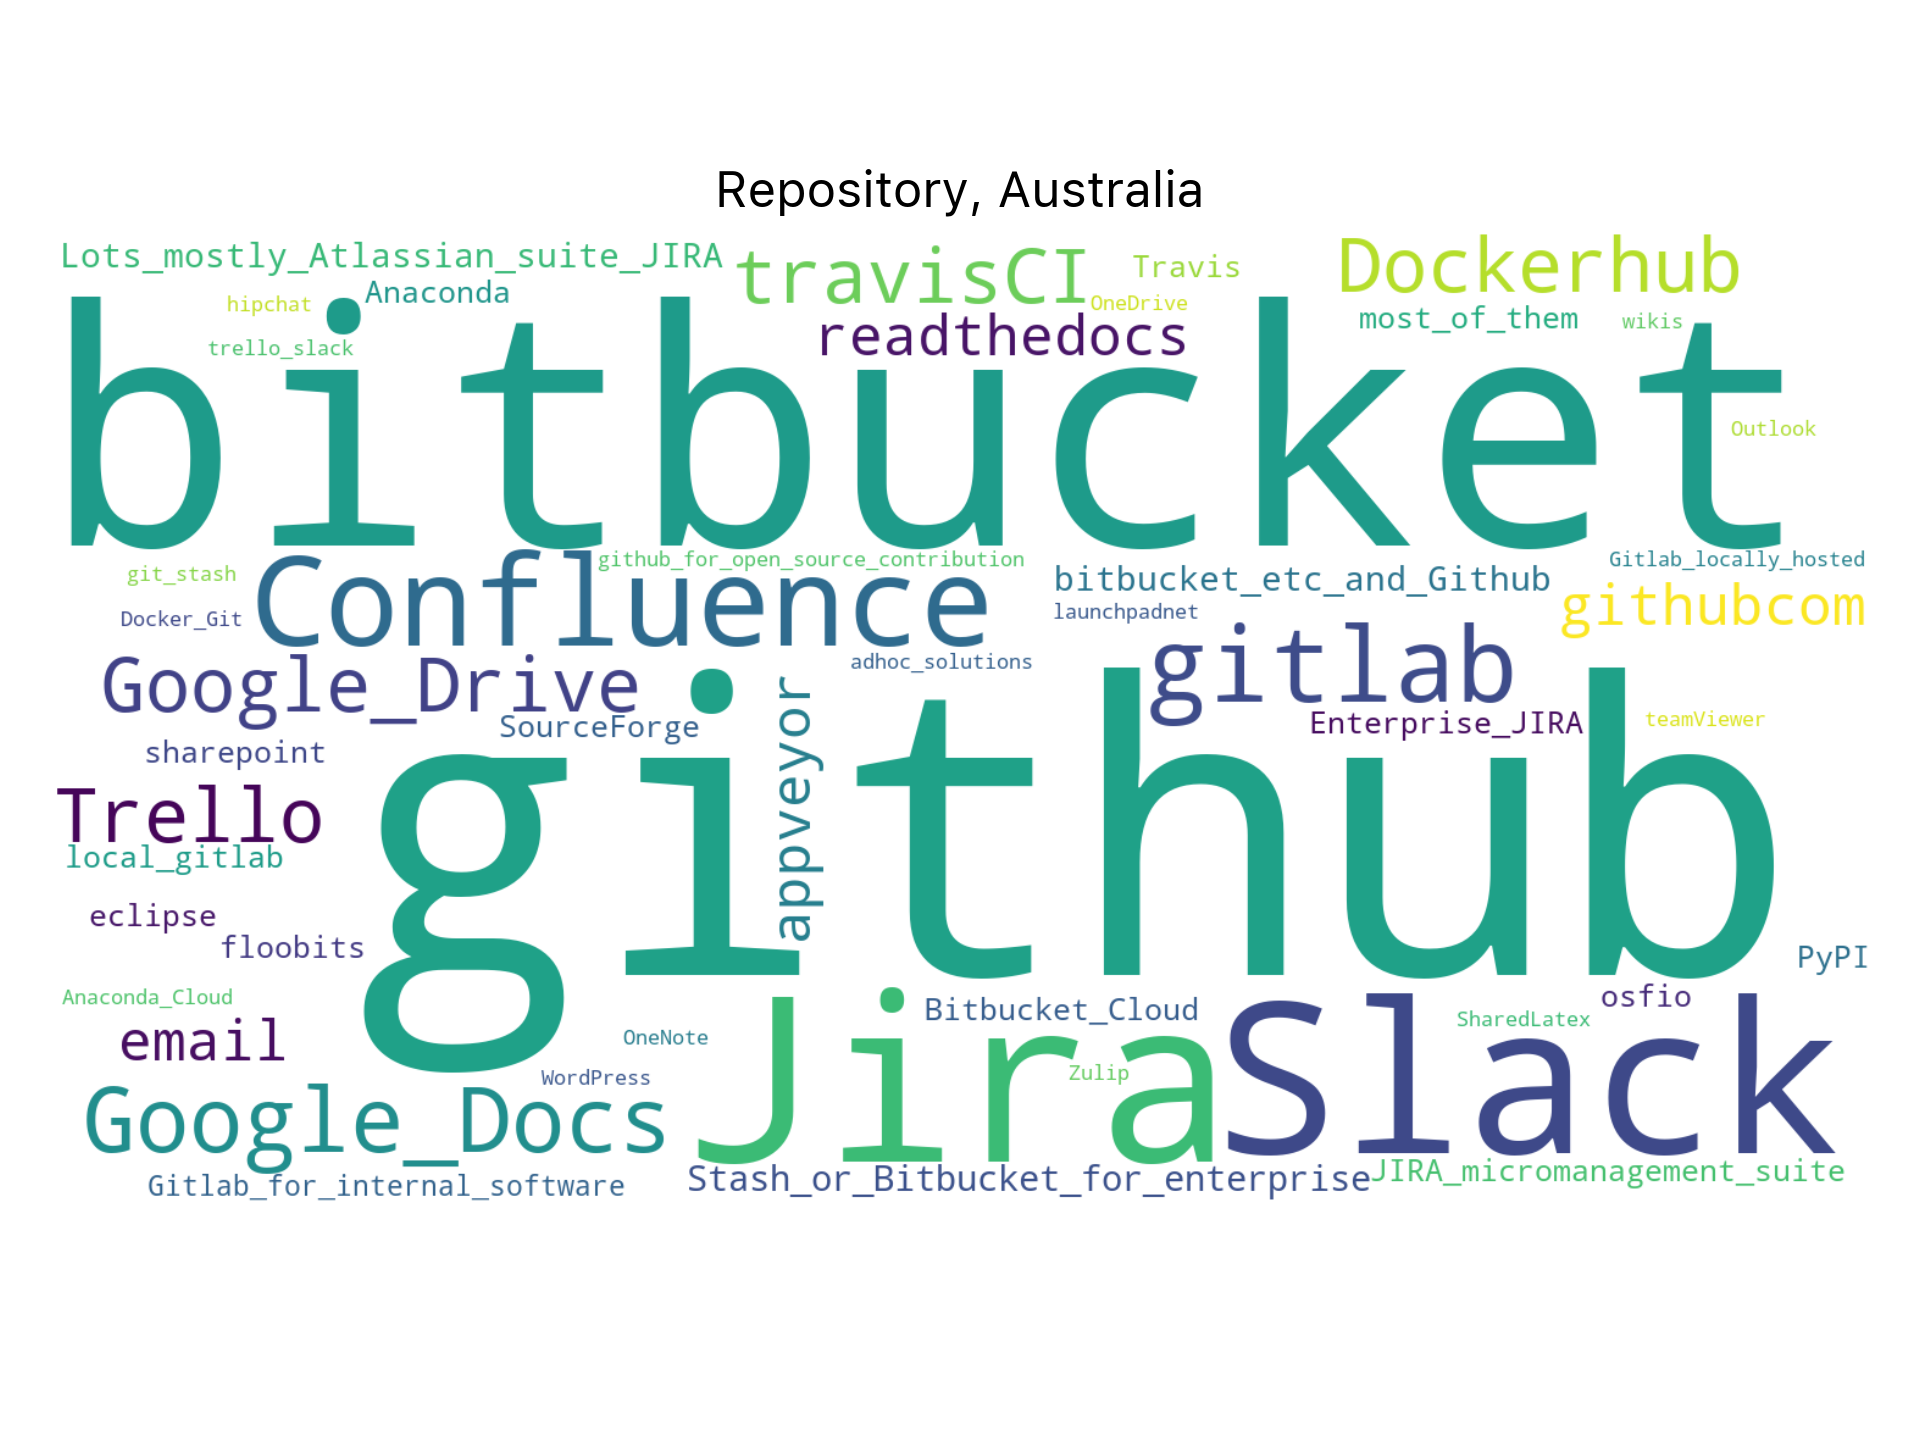 Repository, Australia
Lots_mostly_Atlassian_suite_JIRA
travisCI
Travis
Dockerhub
hipchat
Anaconda
OneDrive
readthedocs
most_of_them
wikis
trello_slack
bitbucket
Outlook
git_stash
Confluence
github_for_open_source_contribution
bitbucket_etc_and_Github
Gitlab_locally_hosted
Docker_Git
launchpadnet
githubcom
Google_Drive
adhoc_solutions
gitlab
SourceForge
Enterprise_JIRA
teamViewer
sharepoint
Trello
local_gitlab
github
appveyor
eclipse
floobits
PyPI
Anaconda_Cloud
email
OneNote
Bitbucket_Cloud
osfio
SharedLatex
Jira
Slack
WordPress
Zulip
Google_Docs
Gitlab_for_internal_software
Stash_or_Bitbucket_for_enterprise
JIRA_micromanagement_suite